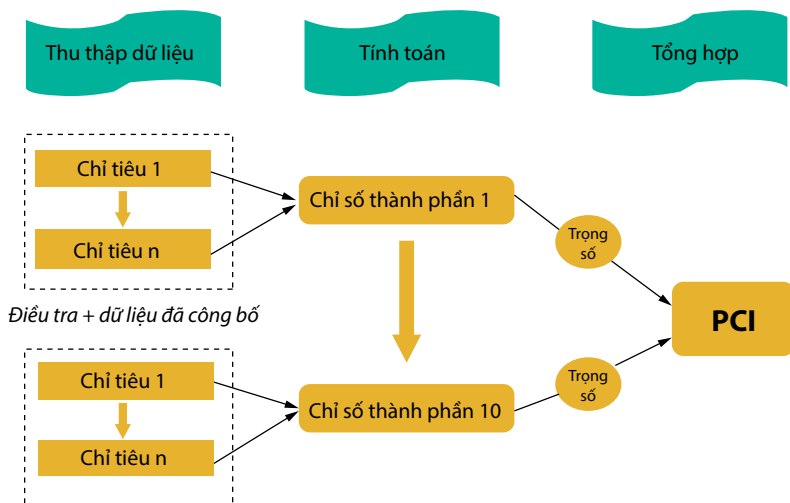 Thu thập dữ liệu
Tính toán
Tổng hợp
Chỉ tiêu 1
Chỉ tiêu n
Chỉ số thành phần 1
Trọng
số
Điều tra + dữ liệu đã công bố
PCI
Chỉ tiêu 1
Chỉ tiêu n
Chỉ số thành phần 10
Trọng
số